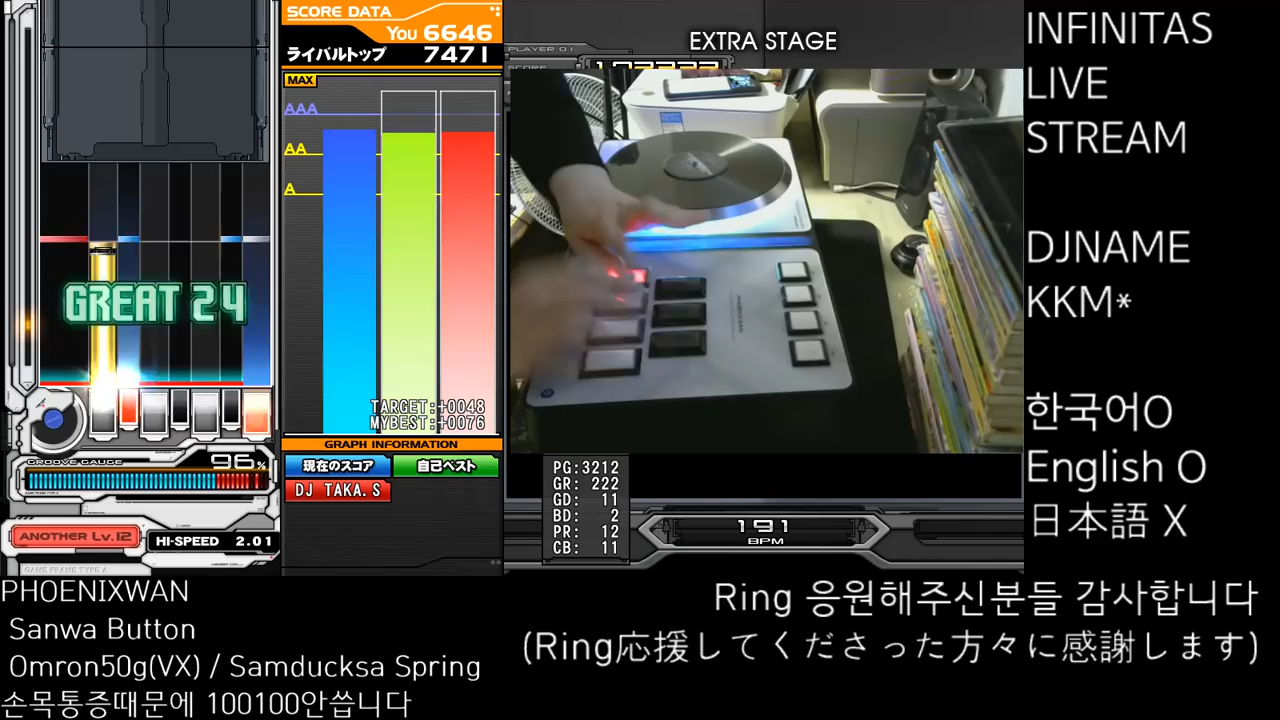 SCORE DATA
You 6646
ライバルトップ 7471
MAX
AAA
AA
A
TARGET:+0048
MYBEST:+0076
GRAPH INFORMATION
現在のスコア 自己ベスト
DJ TAKA.S
GREAT 24
GROOVE GAUGE 96%
ANOTHER Lv.12 HI-SPEED 2.01
GAME FRAME TYPE A
PLAYER 01
SCORE
EXTRA STAGE
PHOENIXWAN
PG:3212
GR: 222
GD: 11
BD: 2
PR: 12
CB: 11
191
BPM
INFINITAS
LIVE
STREAM
DJNAME
KKM*
한국어O
English O
日本語 X
PHOENIXWAN
Sanwa Button
Omron50g(VX) / Samducksa Spring
손목통증때문에 100100안씁니다
Ring 응원해주신분들 감사합니다
(Ring応援してくださった方々に感謝します)